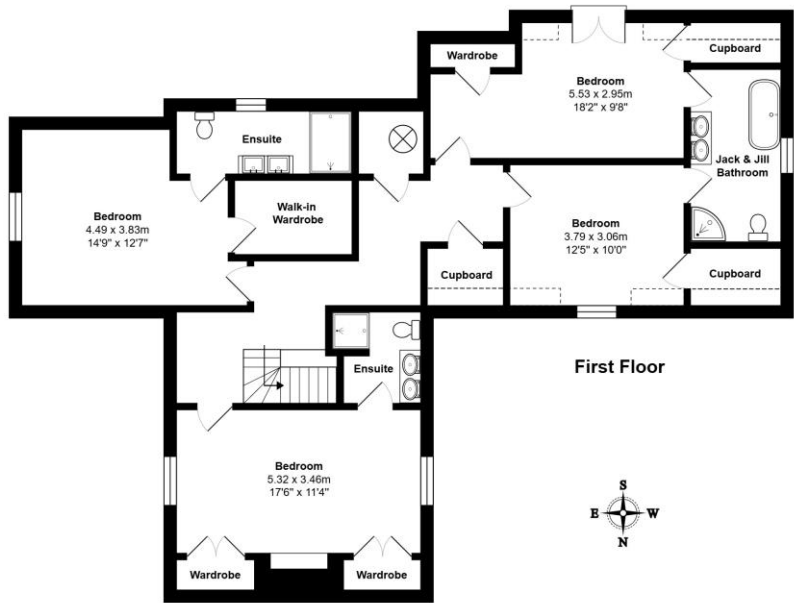 Wardrobe
Cupboard
Bedroom
5.53 x 2.95m
18'2" x 9'8"
Ensuite
Jack & Jill
Bathroom
Walk-in
Wardrobe
Bedroom
4.49 x 3.83m
14'9" x 12'7"
Bedroom
3.79 x 3.06m
12'5" x 10'0"
Cupboard
Cupboard
Ensuite
First Floor
Bedroom
5.32 x 3.46m
17'6" x 11'4"
S
E
W
N
Wardrobe
Wardrobe